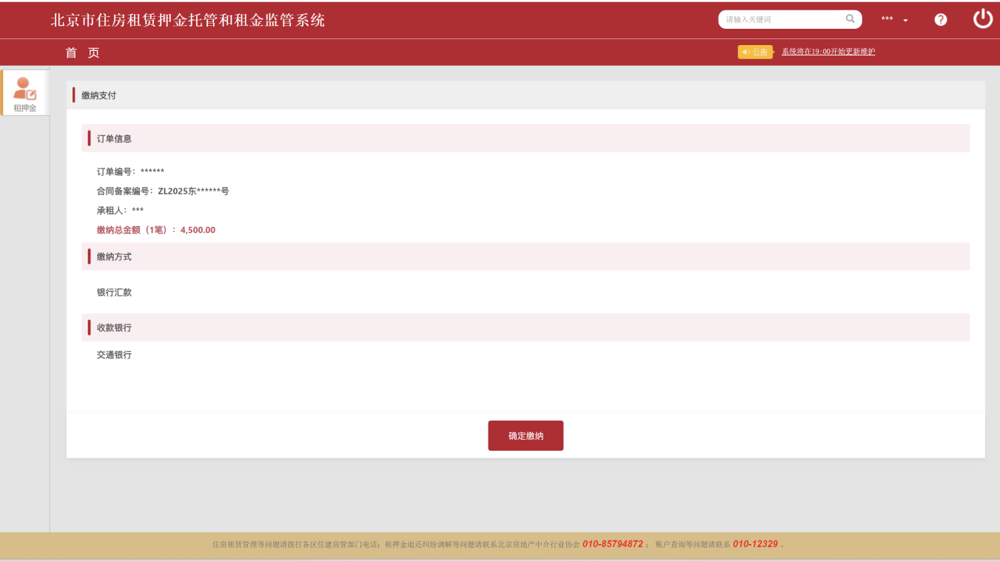 北京市住房租赁押金托管和租金监管系统
请输入关键词
***
首 页
公告
系统将在19:00开始更新维护
租押金
缴纳支付
订单信息
订单编号：******
合同备案编号：ZL2025东******号
承租人：***
缴纳总金额（1笔）：4,500.00
缴纳方式
银行汇款
收款银行
交通银行
确定缴纳
住房租赁管理等问题请拨打各区住建房管部门电话；租押金退还纠纷调解等问题请联系北京房地产中介行业协会 010-85794872 ； 账户查询等问题请联系 010-12329 。